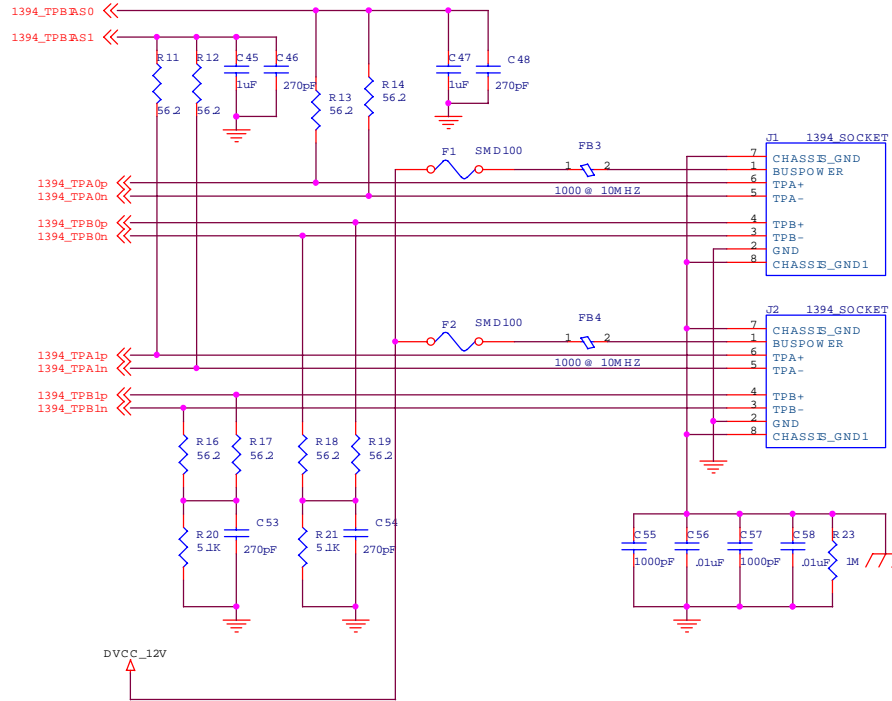 1394_TPBIAS0
1394_TPBIAS1
R11
56.2
R12
56.2
C45
1uF
C46
270pF
R13
56.2
R14
56.2
C47
1uF
C48
270pF
F1
SMD100
FB3
1
2
1000 @ 10MHZ
J1
1394_SOCKET
7
CHASSIS_GND
1
BUSPOWER
6
TPA+
5
TPA-
4
TPB+
3
TPB-
2
GND
8
CHASSIS_GND1
1394_TPA0p
1394_TPA0n
1394_TPB0p
1394_TPB0n
F2
SMD100
FB4
1
2
1000 @ 10MHZ
J2
1394_SOCKET
7
CHASSIS_GND
1
BUSPOWER
6
TPA+
5
TPA-
4
TPB+
3
TPB-
2
GND
8
CHASSIS_GND1
1394_TPA1p
1394_TPA1n
1394_TPB1p
1394_TPB1n
R16
56.2
R17
56.2
R18
56.2
R19
56.2
R20
5.1K
C53
270pF
R21
5.1K
C54
270pF
C55
1000pF
C56
.01uF
C57
1000pF
C58
.01uF
R23
1M
DVCC_12V